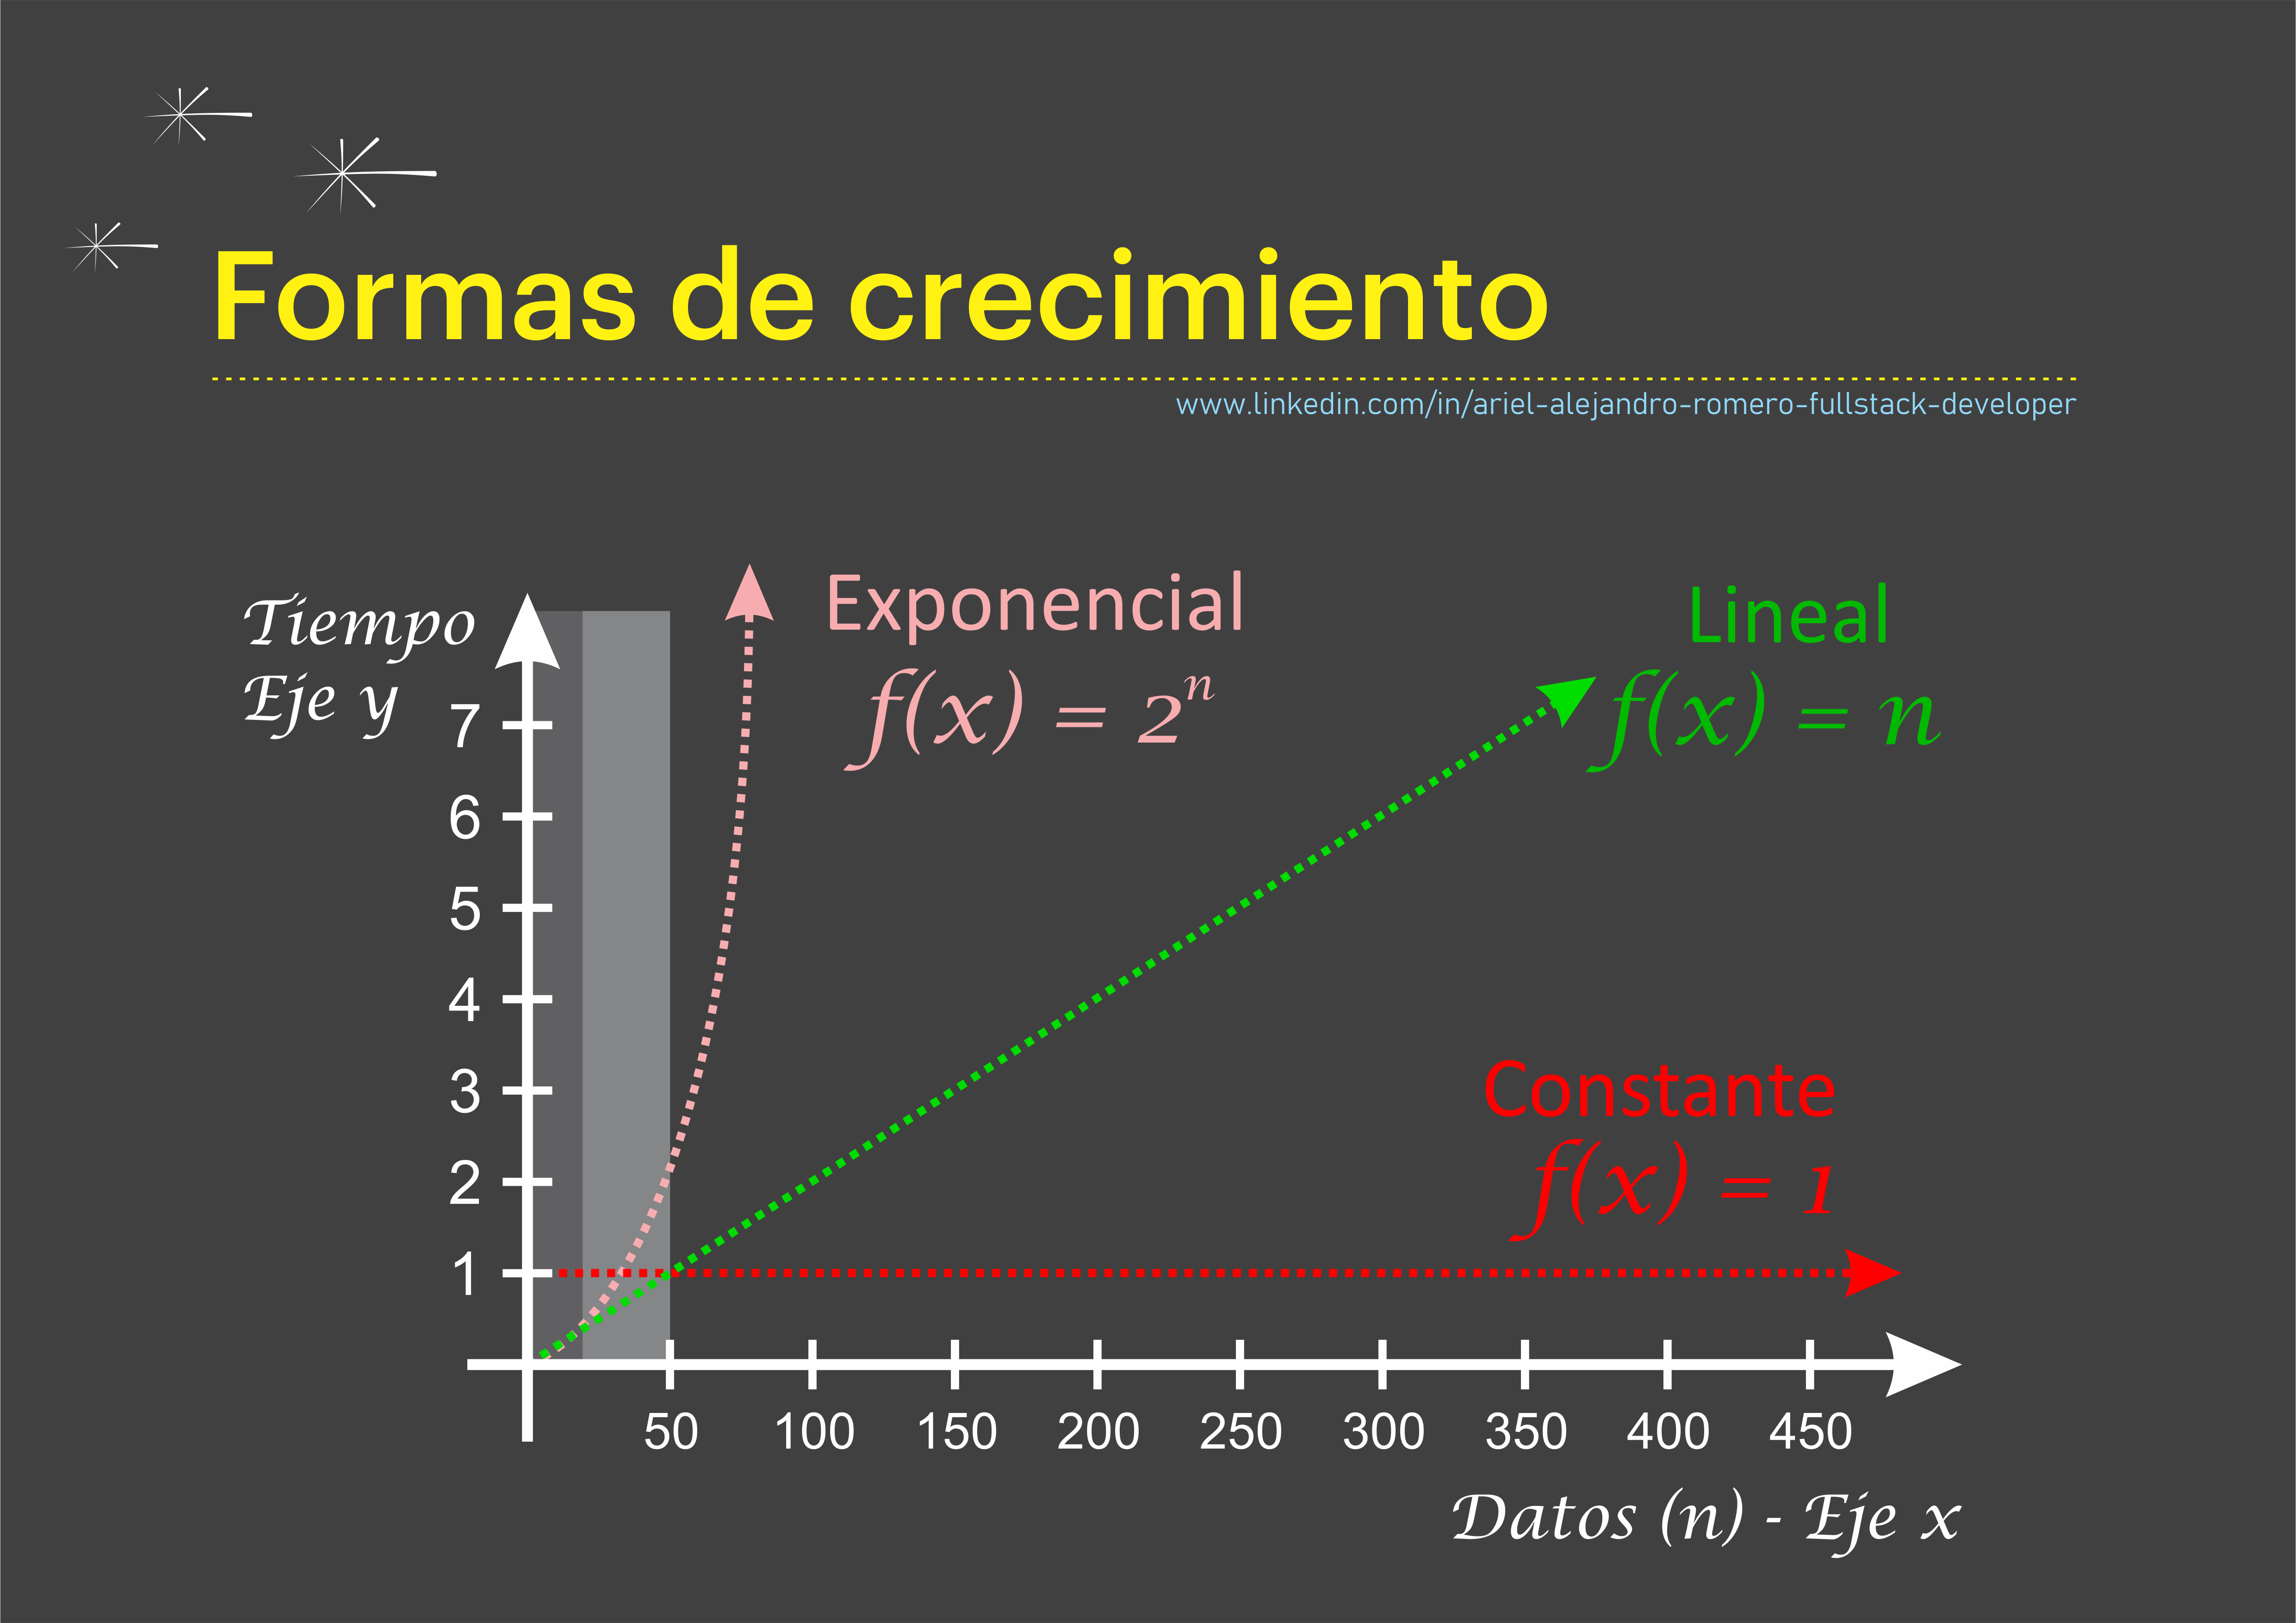 Formas de crecimiento
www.linkedin.com/in/ariel-alejandro-romero-fullstack-developer
Tiempo
Eje y
Exponencial
f(x) = 2ⁿ
Lineal
f(x) = n
7
6
5
4
3
2
1
Constante
f(x) = 1
50 100 150 200 250 300 350 400 450
Datos (n) - Eje x